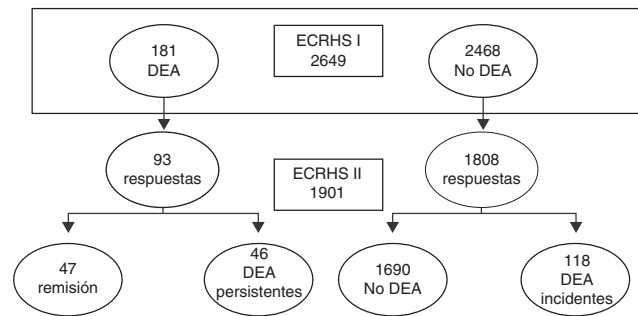 181
DEA
ECRHS I
2649
2468
No DEA
93
respuestas
ECRHS II
1901
1808
respuestas
47
remisión
46
DEA
persistentes
1690
No DEA
118
DEA
incidentes